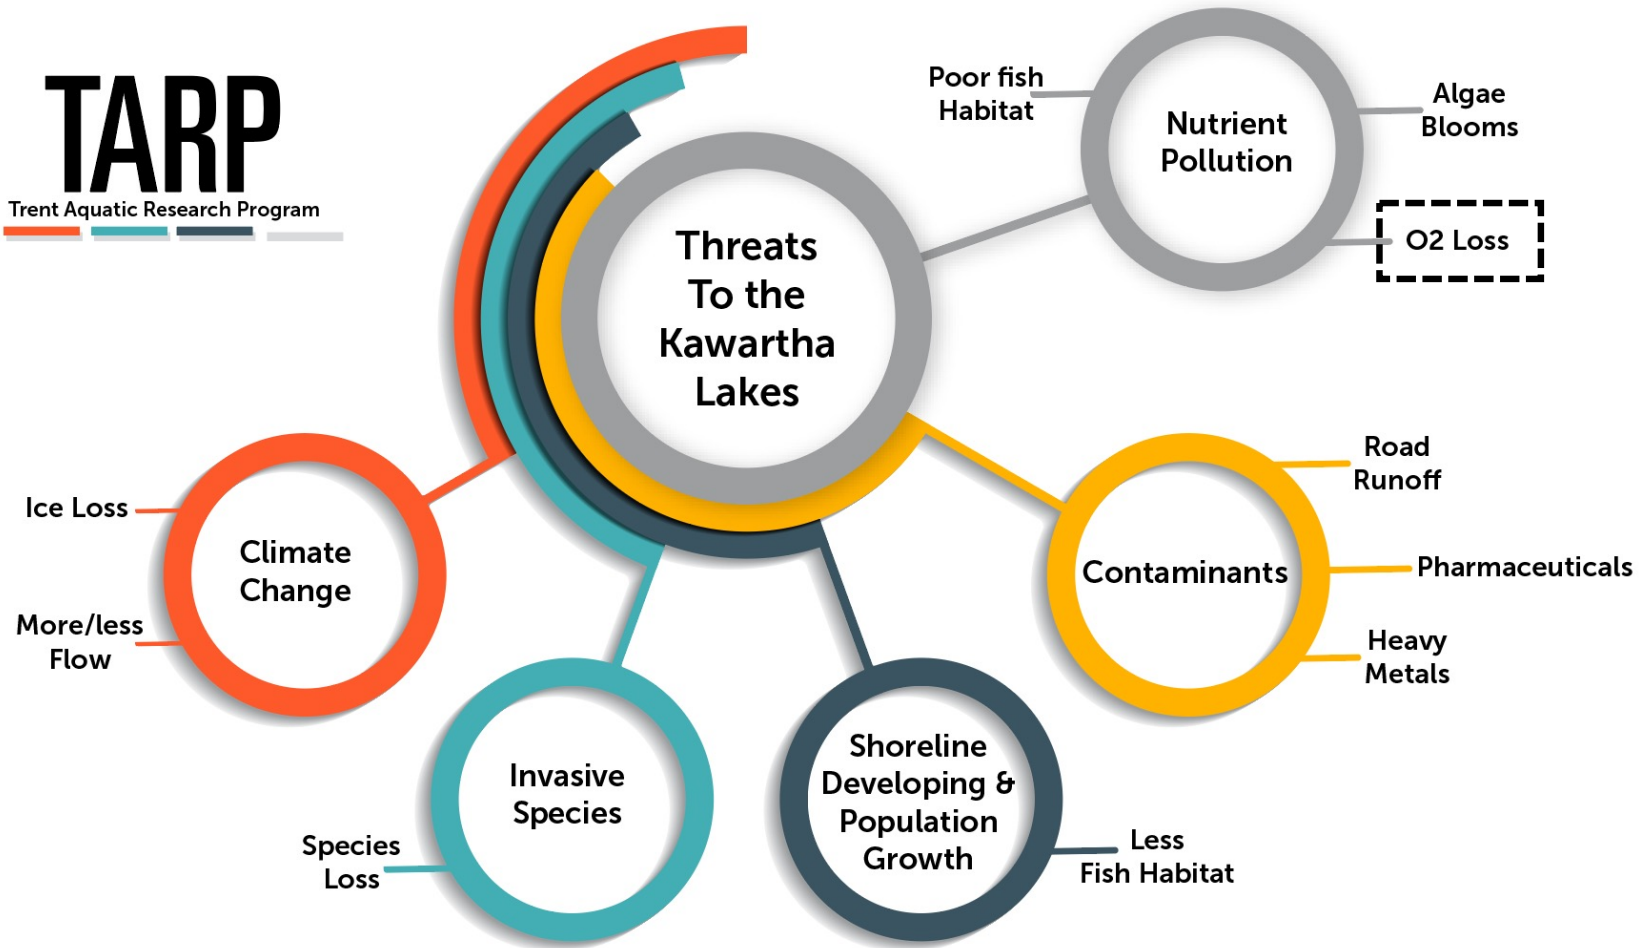 TARP
Trent Aquatic Research Program
Threats
To the
Kawartha
Lakes
Nutrient
Pollution
Poor fish
Habitat
Algae
Blooms
O2 Loss
Contaminants
Road
Runoff
Pharmaceuticals
Heavy
Metals
Shoreline
Developing &
Population
Growth
Less
Fish Habitat
Invasive
Species
Species
Loss
Climate
Change
Ice Loss
More/less
Flow